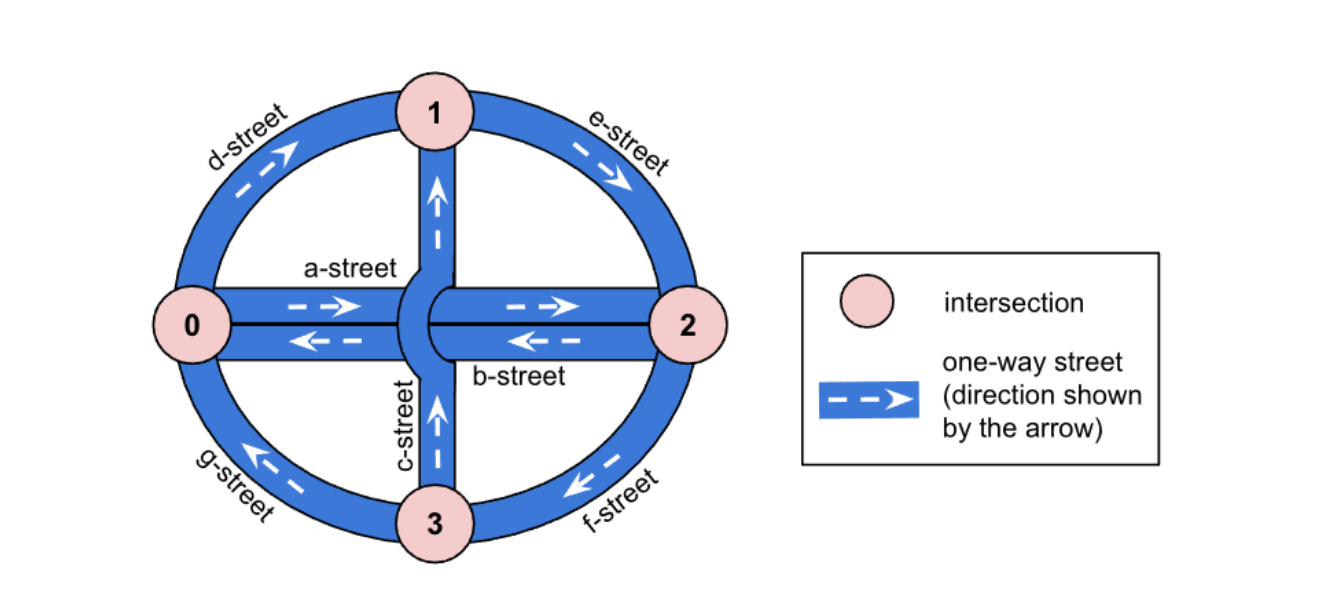 1
d-street
e-street
a-street
0
2
b-street
c-street
g-street
3
f-street
intersection
one-way street
(direction shown
by the arrow)